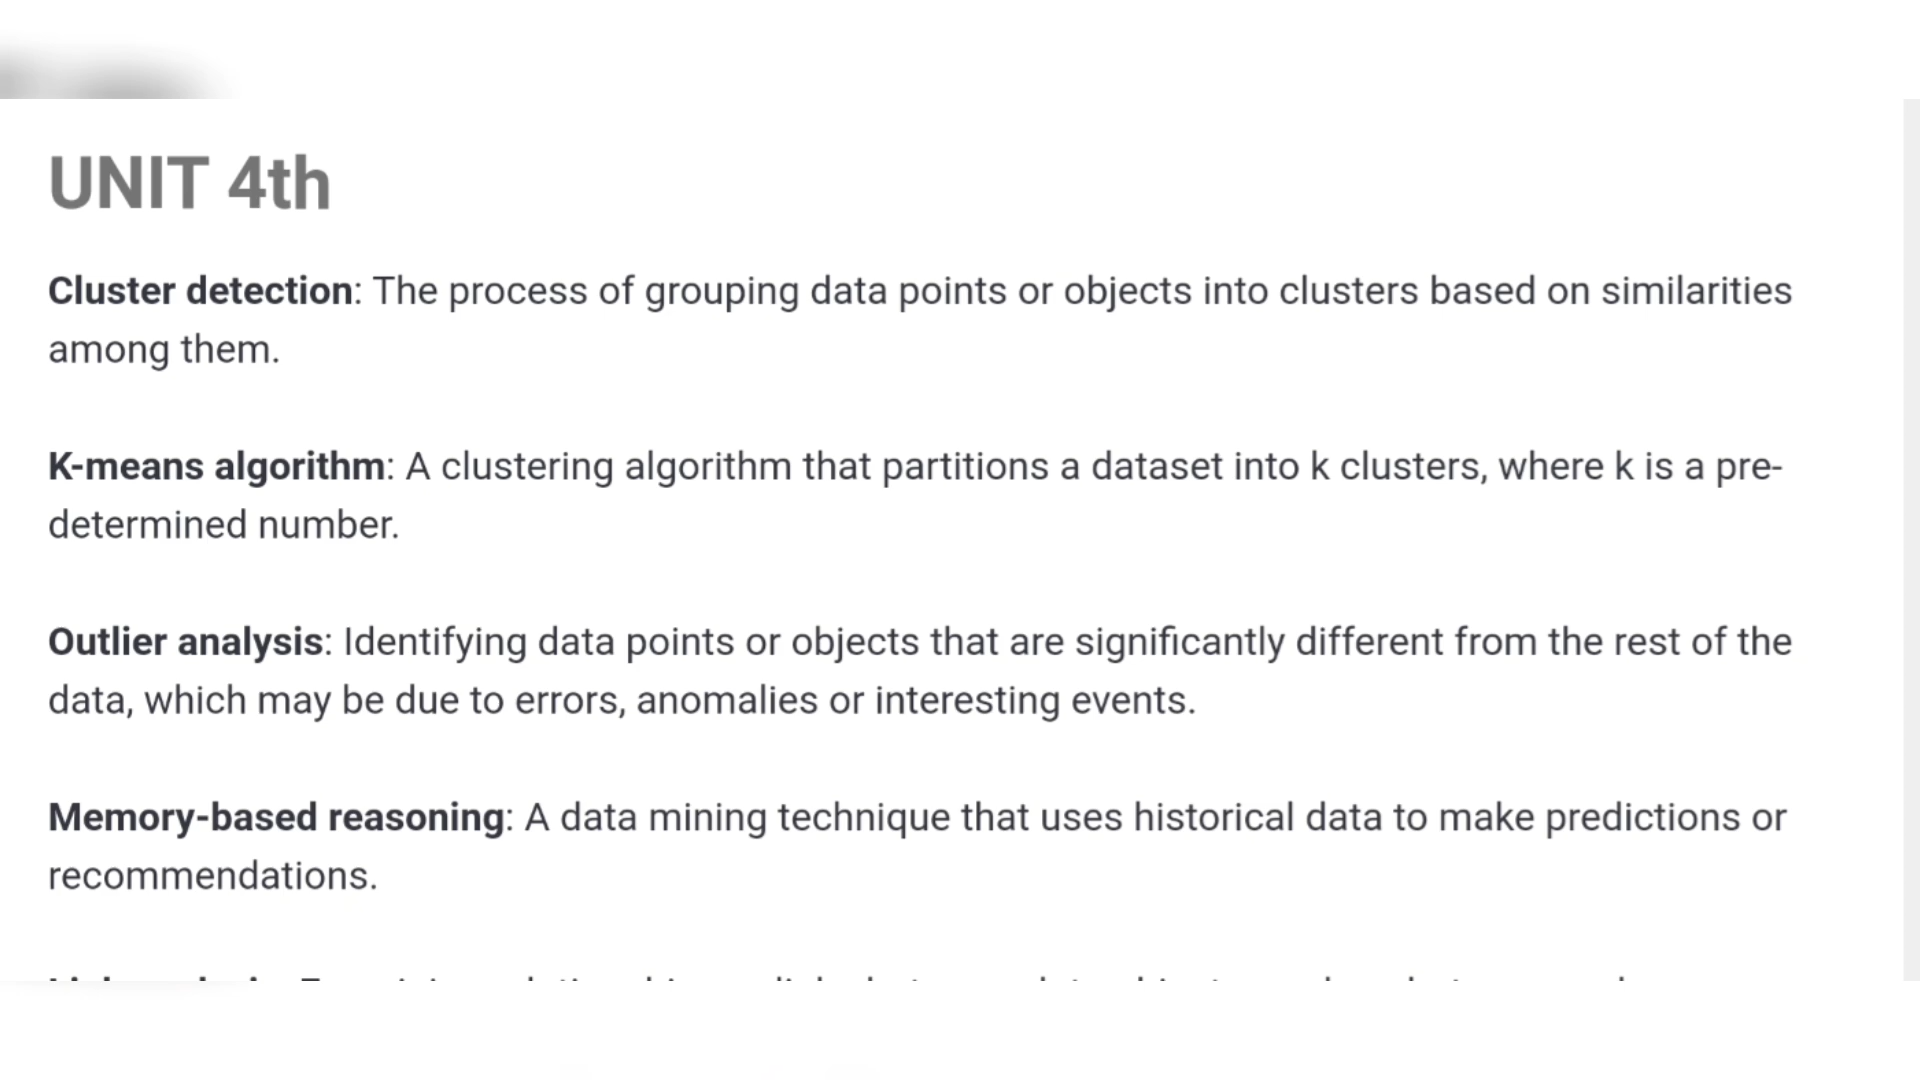 UNIT 4th
Cluster detection: The process of grouping data points or objects into clusters based on similarities
among them.
K-means algorithm: A clustering algorithm that partitions a dataset into k clusters, where k is a pre-
determined number.
Outlier analysis: Identifying data points or objects that are significantly different from the rest of the
data, which may be due to errors, anomalies or interesting events.
Memory-based reasoning: A data mining technique that uses historical data to make predictions or
recommendations.